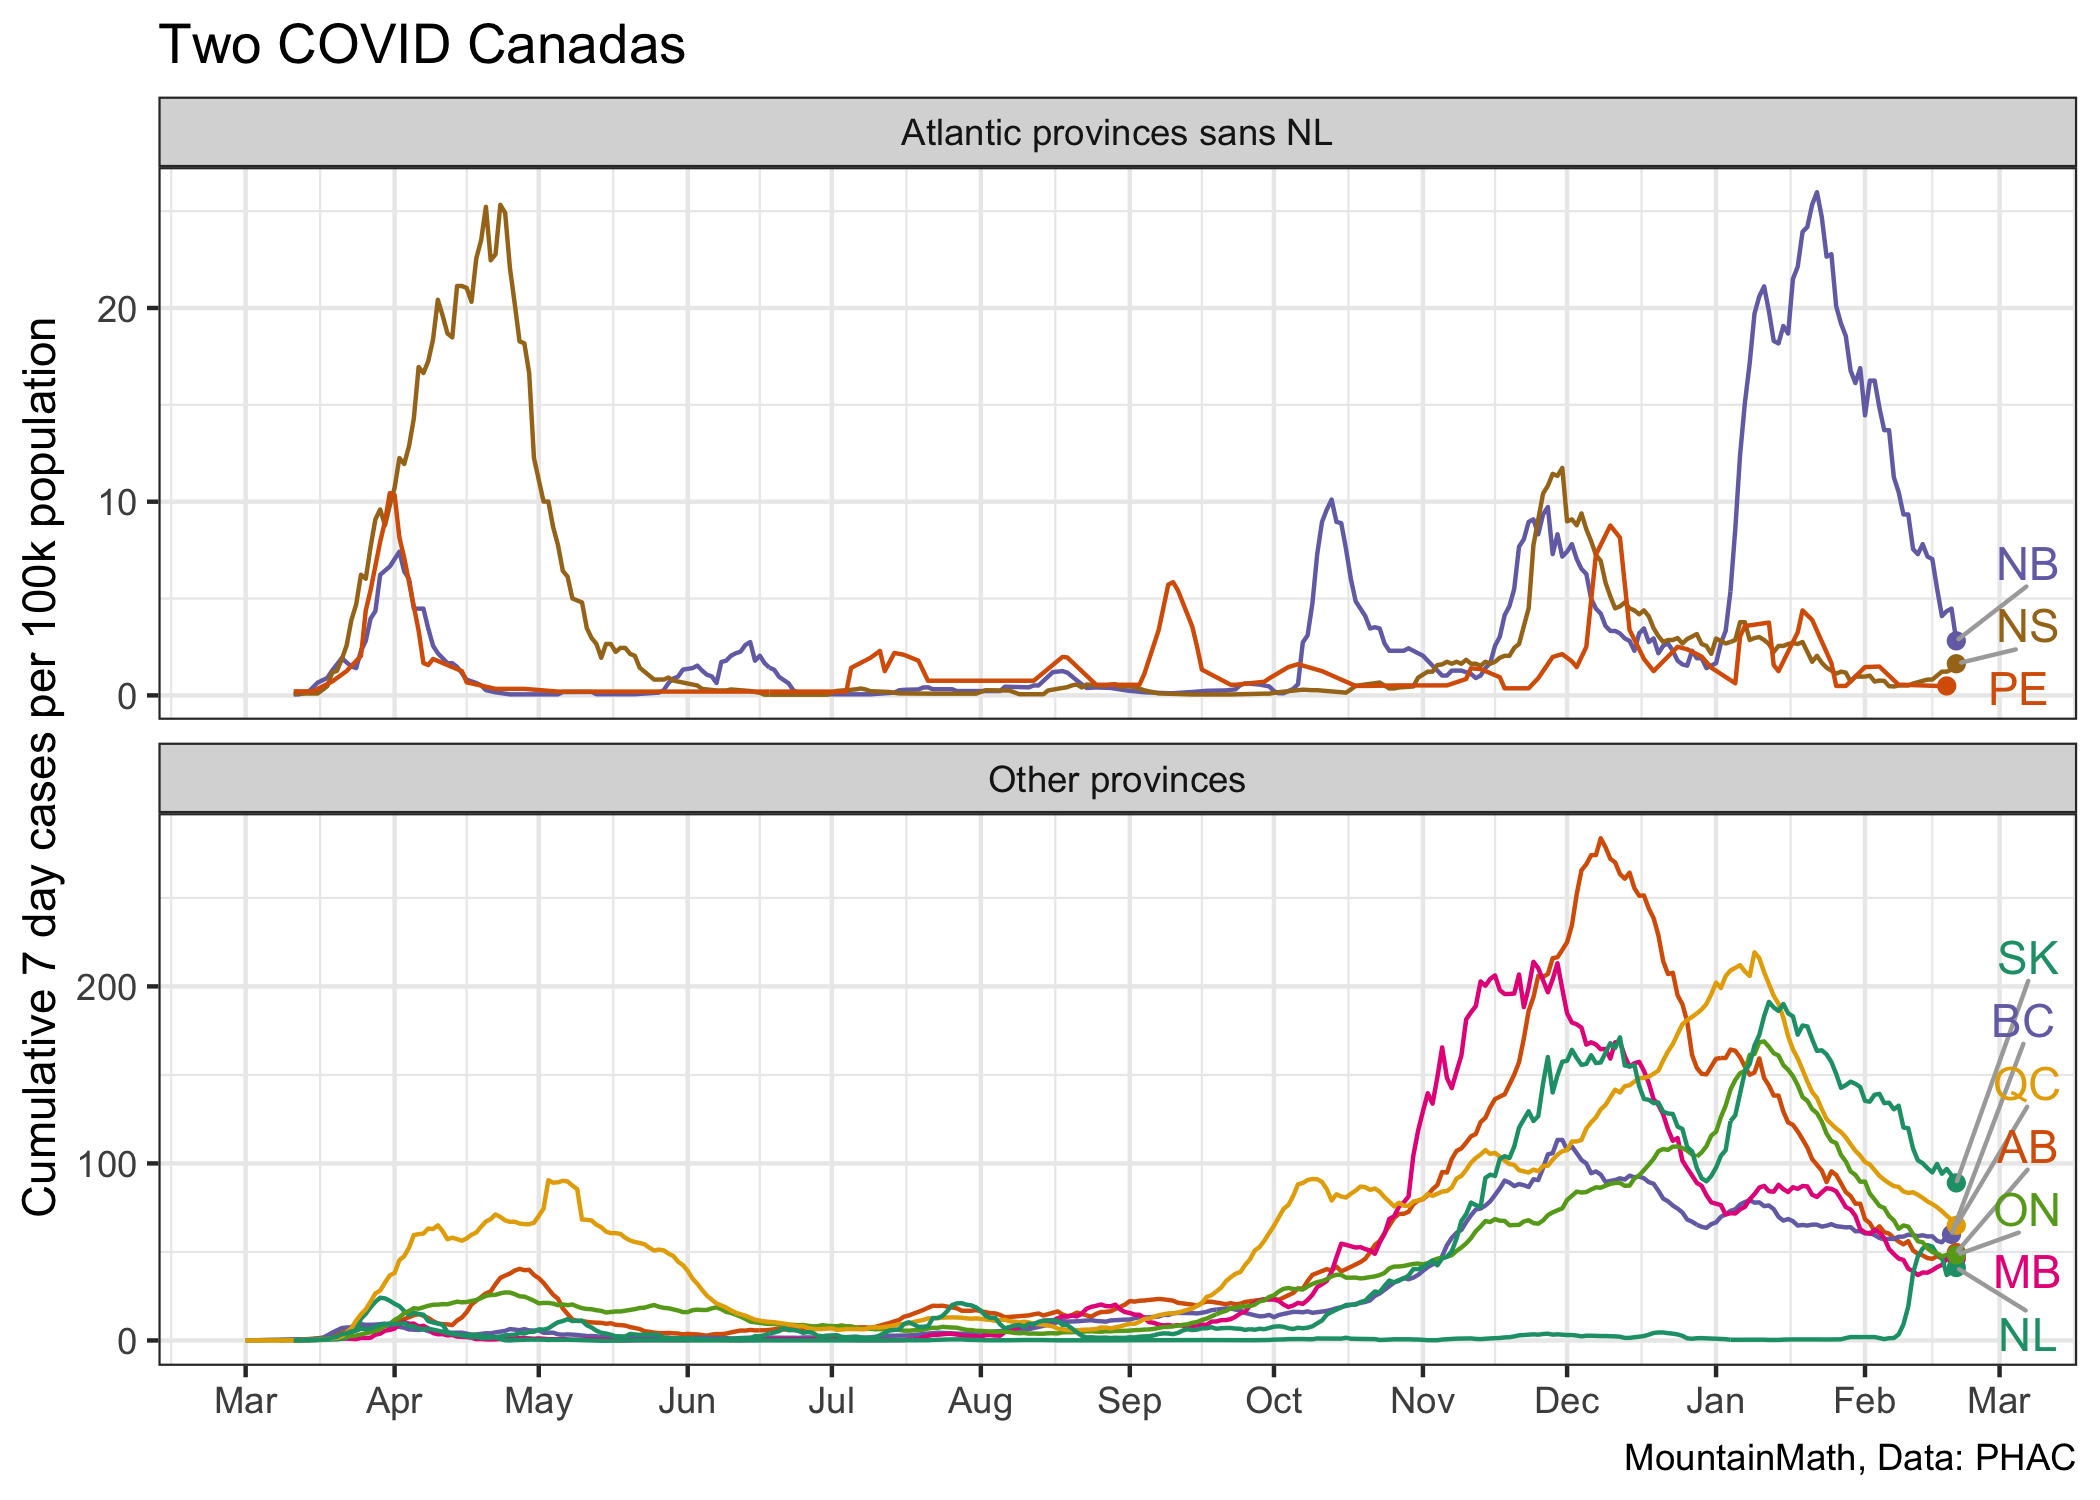 Two COVID Canadas
Atlantic provinces sans NL
Cumulative 7 day cases per 100k population
20
10
0
NB
NS
PE
Other provinces
200
100
0
SK
BC
QC
AB
ON
MB
NL
Mar Apr May Jun Jul Aug Sep Oct Nov Dec Jan Feb Mar
MountainMath, Data: PHAC